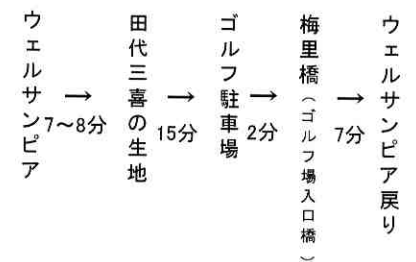 ウェルサンピア
→
7〜8分
田代三喜の生地
→
15分
ゴルフ駐車場
→
2分
梅里橋（ゴルフ場入口橋）
→
7分
ウェルサンピア戻り